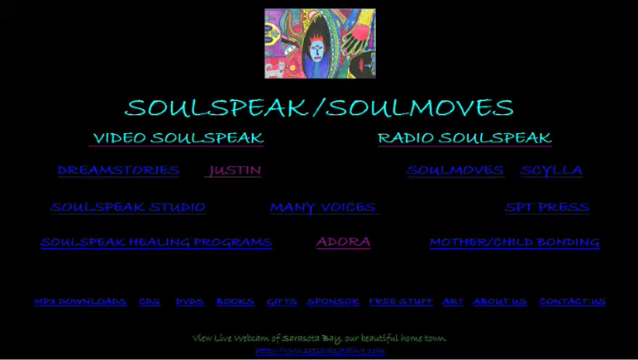 SOULSPEAK/SOULMOVES
VIDEO SOULSPEAK RADIO SOULSPEAK
DREAMSTORIES JUSTIN SOULMOVES SCYLLA
SOULSPEAK STUDIO MANY VOICES SPT PRESS
SOULSPEAK HEALING PROGRAMS ADORA MOTHER/CHILD BONDING
MP3 DOWNLOADS CDS DVDS BOOKS GIFTS SPONSOR FREE STUFF ART ABOUT US CONTACT US
View Live Webcam of Sarasota Bay, our beautiful home town.